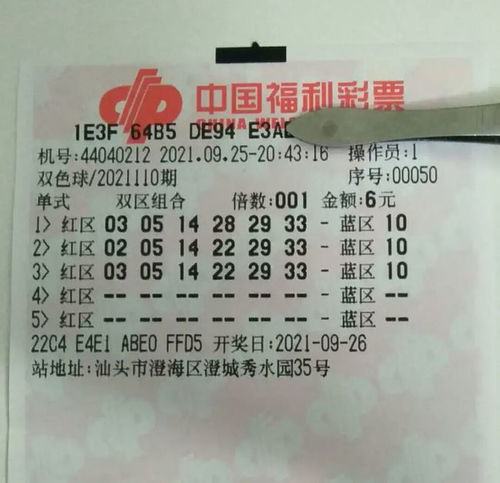 中国福利彩票
CHINA WE
1E3F 64B5 DE94 E3A
机号:44040212 2021.09.25-20:43:16 操作员:1
双色球/2021110期 序号:00050
单式 双区组合 倍数:001 金额:6元
1> 红区 03 05 14 28 29 33 - 蓝区 10
2> 红区 02 05 14 22 29 33 - 蓝区 10
3> 红区 03 05 14 22 29 33 - 蓝区 10
4> 红区 -- -- -- -- -- -- - 蓝区 --
5> 红区 -- -- -- -- -- -- - 蓝区 --
22C4 E4E1 ABE0 FFD5 开奖日:2021-09-26
站地址:汕头市澄海区澄城秀水园35号